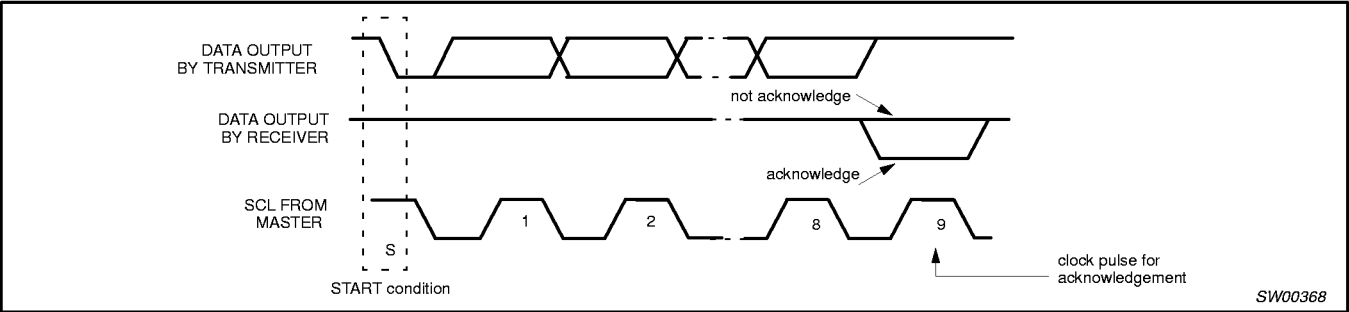 DATA OUTPUT
BY TRANSMITTER
not acknowledge
DATA OUTPUT
BY RECEIVER
acknowledge
SCL FROM
MASTER
1
2
8
9
S
clock pulse for
acknowledgement
START condition
SW00368